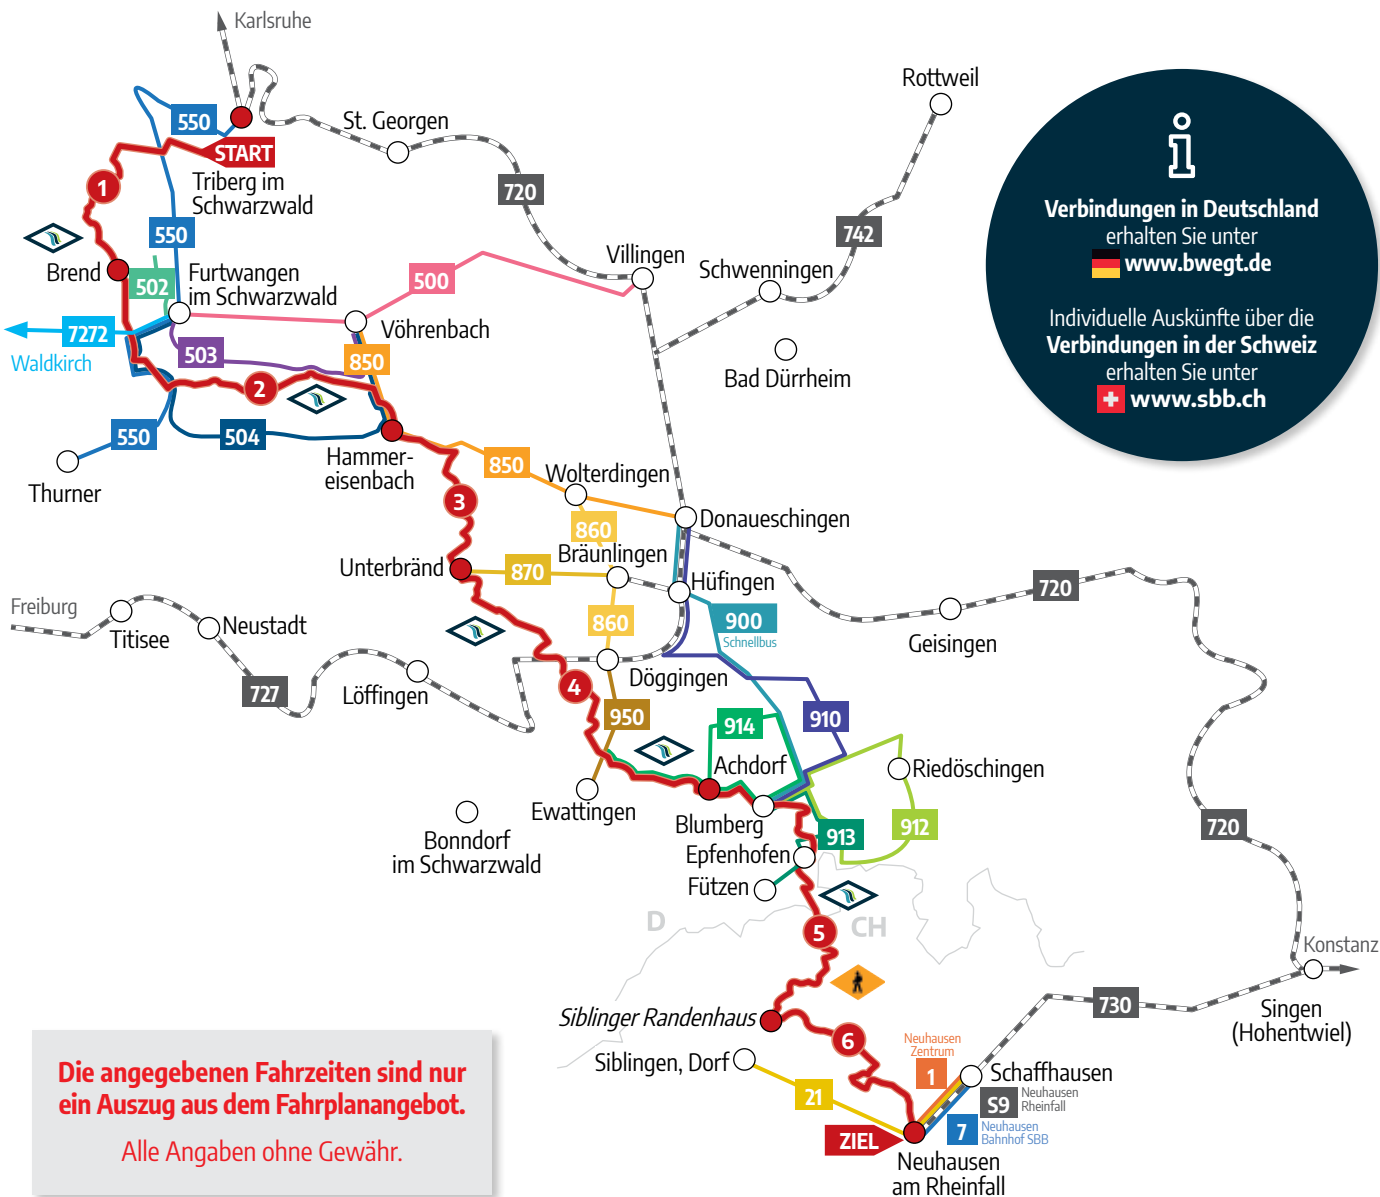 Karlsruhe
Rottweil
550
St. Georgen
START
Triberg im
Schwarzwald
1
720
742
550
Villingen
Schwenningen
Brend
502
Furtwangen
im Schwarzwald
500
7272
Waldkirch
503
Vöhrenbach
850
Bad Dürrheim
2
550
504
Thurner
Hammer-
eisenbach
850
Wolterdingen
3
860
Donaueschingen
Unterbränd
870
Bräunlingen
Hüfingen
720
Freiburg
Titisee
Neustadt
860
900
Schnellbus
Geisingen
727
Löffingen
4
Döggingen
950
914
910
Achdorf
Riedöschingen
Ewattingen
Blumberg
913
912
720
Bonndorf
im Schwarzwald
Epfenhofen
Fützen
D
CH
5
Konstanz
Singen
(Hohentwiel)
730
Siblinger Randenhaus
6
Siblingen, Dorf
21
Neuhausen
Zentrum
1
Schaffhausen
S9
Neuhausen
Rheinfall
7
Neuhausen
Bahnhof SBB
ZIEL
Neuhausen
am Rheinfall
i
Verbindungen in Deutschland
erhalten Sie unter
www.bwegt.de
Individuelle Auskünfte über die
Verbindungen in der Schweiz
erhalten Sie unter
www.sbb.ch
Die angegebenen Fahrzeiten sind nur
ein Auszug aus dem Fahrplanangebot.
Alle Angaben ohne Gewähr.